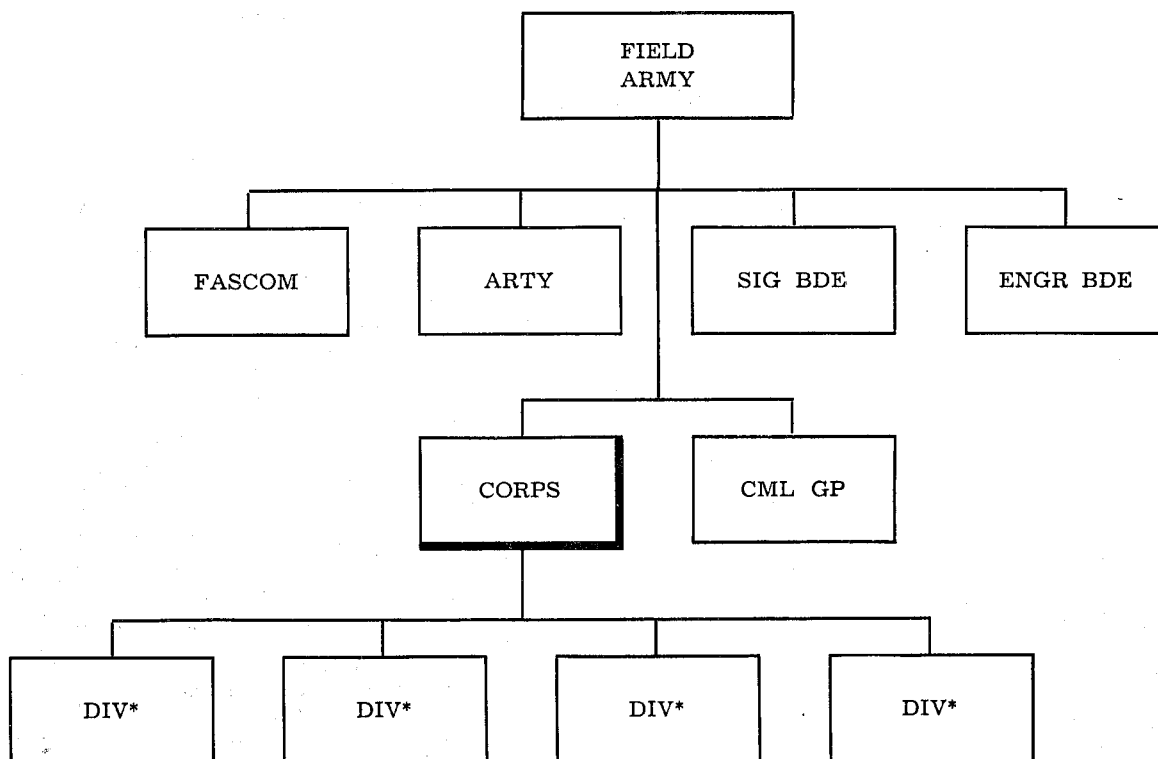 FIELD
ARMY
FASCOM
ARTY
SIG BDE
ENGR BDE
CORPS
CML GP
DIV*
DIV*
DIV*
DIV*